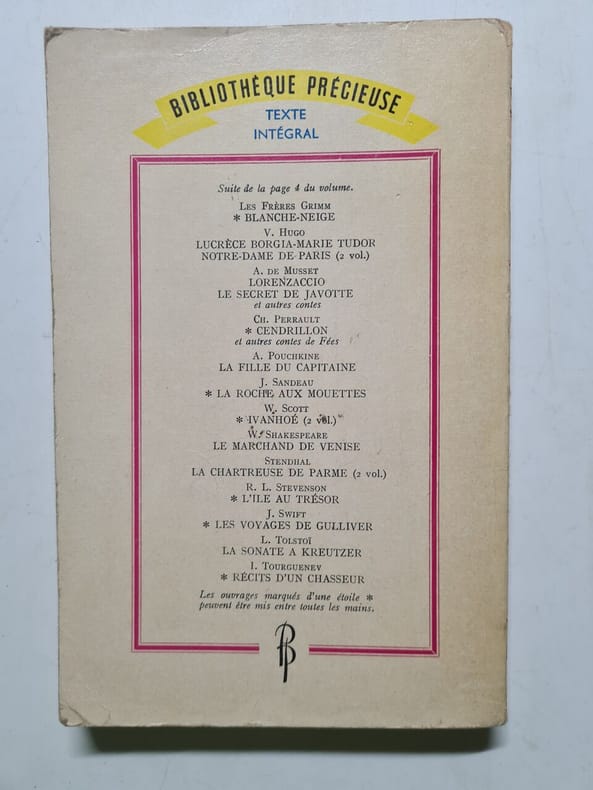 BIBLIOTHÈQUE PRÉCIEUSE
TEXTE
INTÉGRAL
Suite de la page 4 du volume.
Les Frères Grimm
* BLANCHE-NEIGE
V. Hugo
LUCRÈCE BORGIA-MARIE TUDOR
NOTRE-DAME DE PARIS (2 vol.)
A. de Musset
LORENZACCIO
LE SECRET DE JAVOTTE
et autres contes
Ch. Perrault
* CENDRILLON
et autres contes de Fées
A. Pouchkine
LA FILLE DU CAPITAINE
J. Sandeau
* LA ROCHE AUX MOUETTES
W. Scott
* IVANHOÉ (2 vol.)
W. Shakespeare
LE MARCHAND DE VENISE
Stendhal
LA CHARTREUSE DE PARME (2 vol.)
R. L. Stevenson
* L'ILE AU TRÉSOR
J. Swift
* LES VOYAGES DE GULLIVER
L. Tolstoï
LA SONATE A KREUTZER
I. Tourguenev
* RÉCITS D'UN CHASSEUR
Les ouvrages marqués d'une étoile *
peuvent être mis entre toutes les mains.
BP